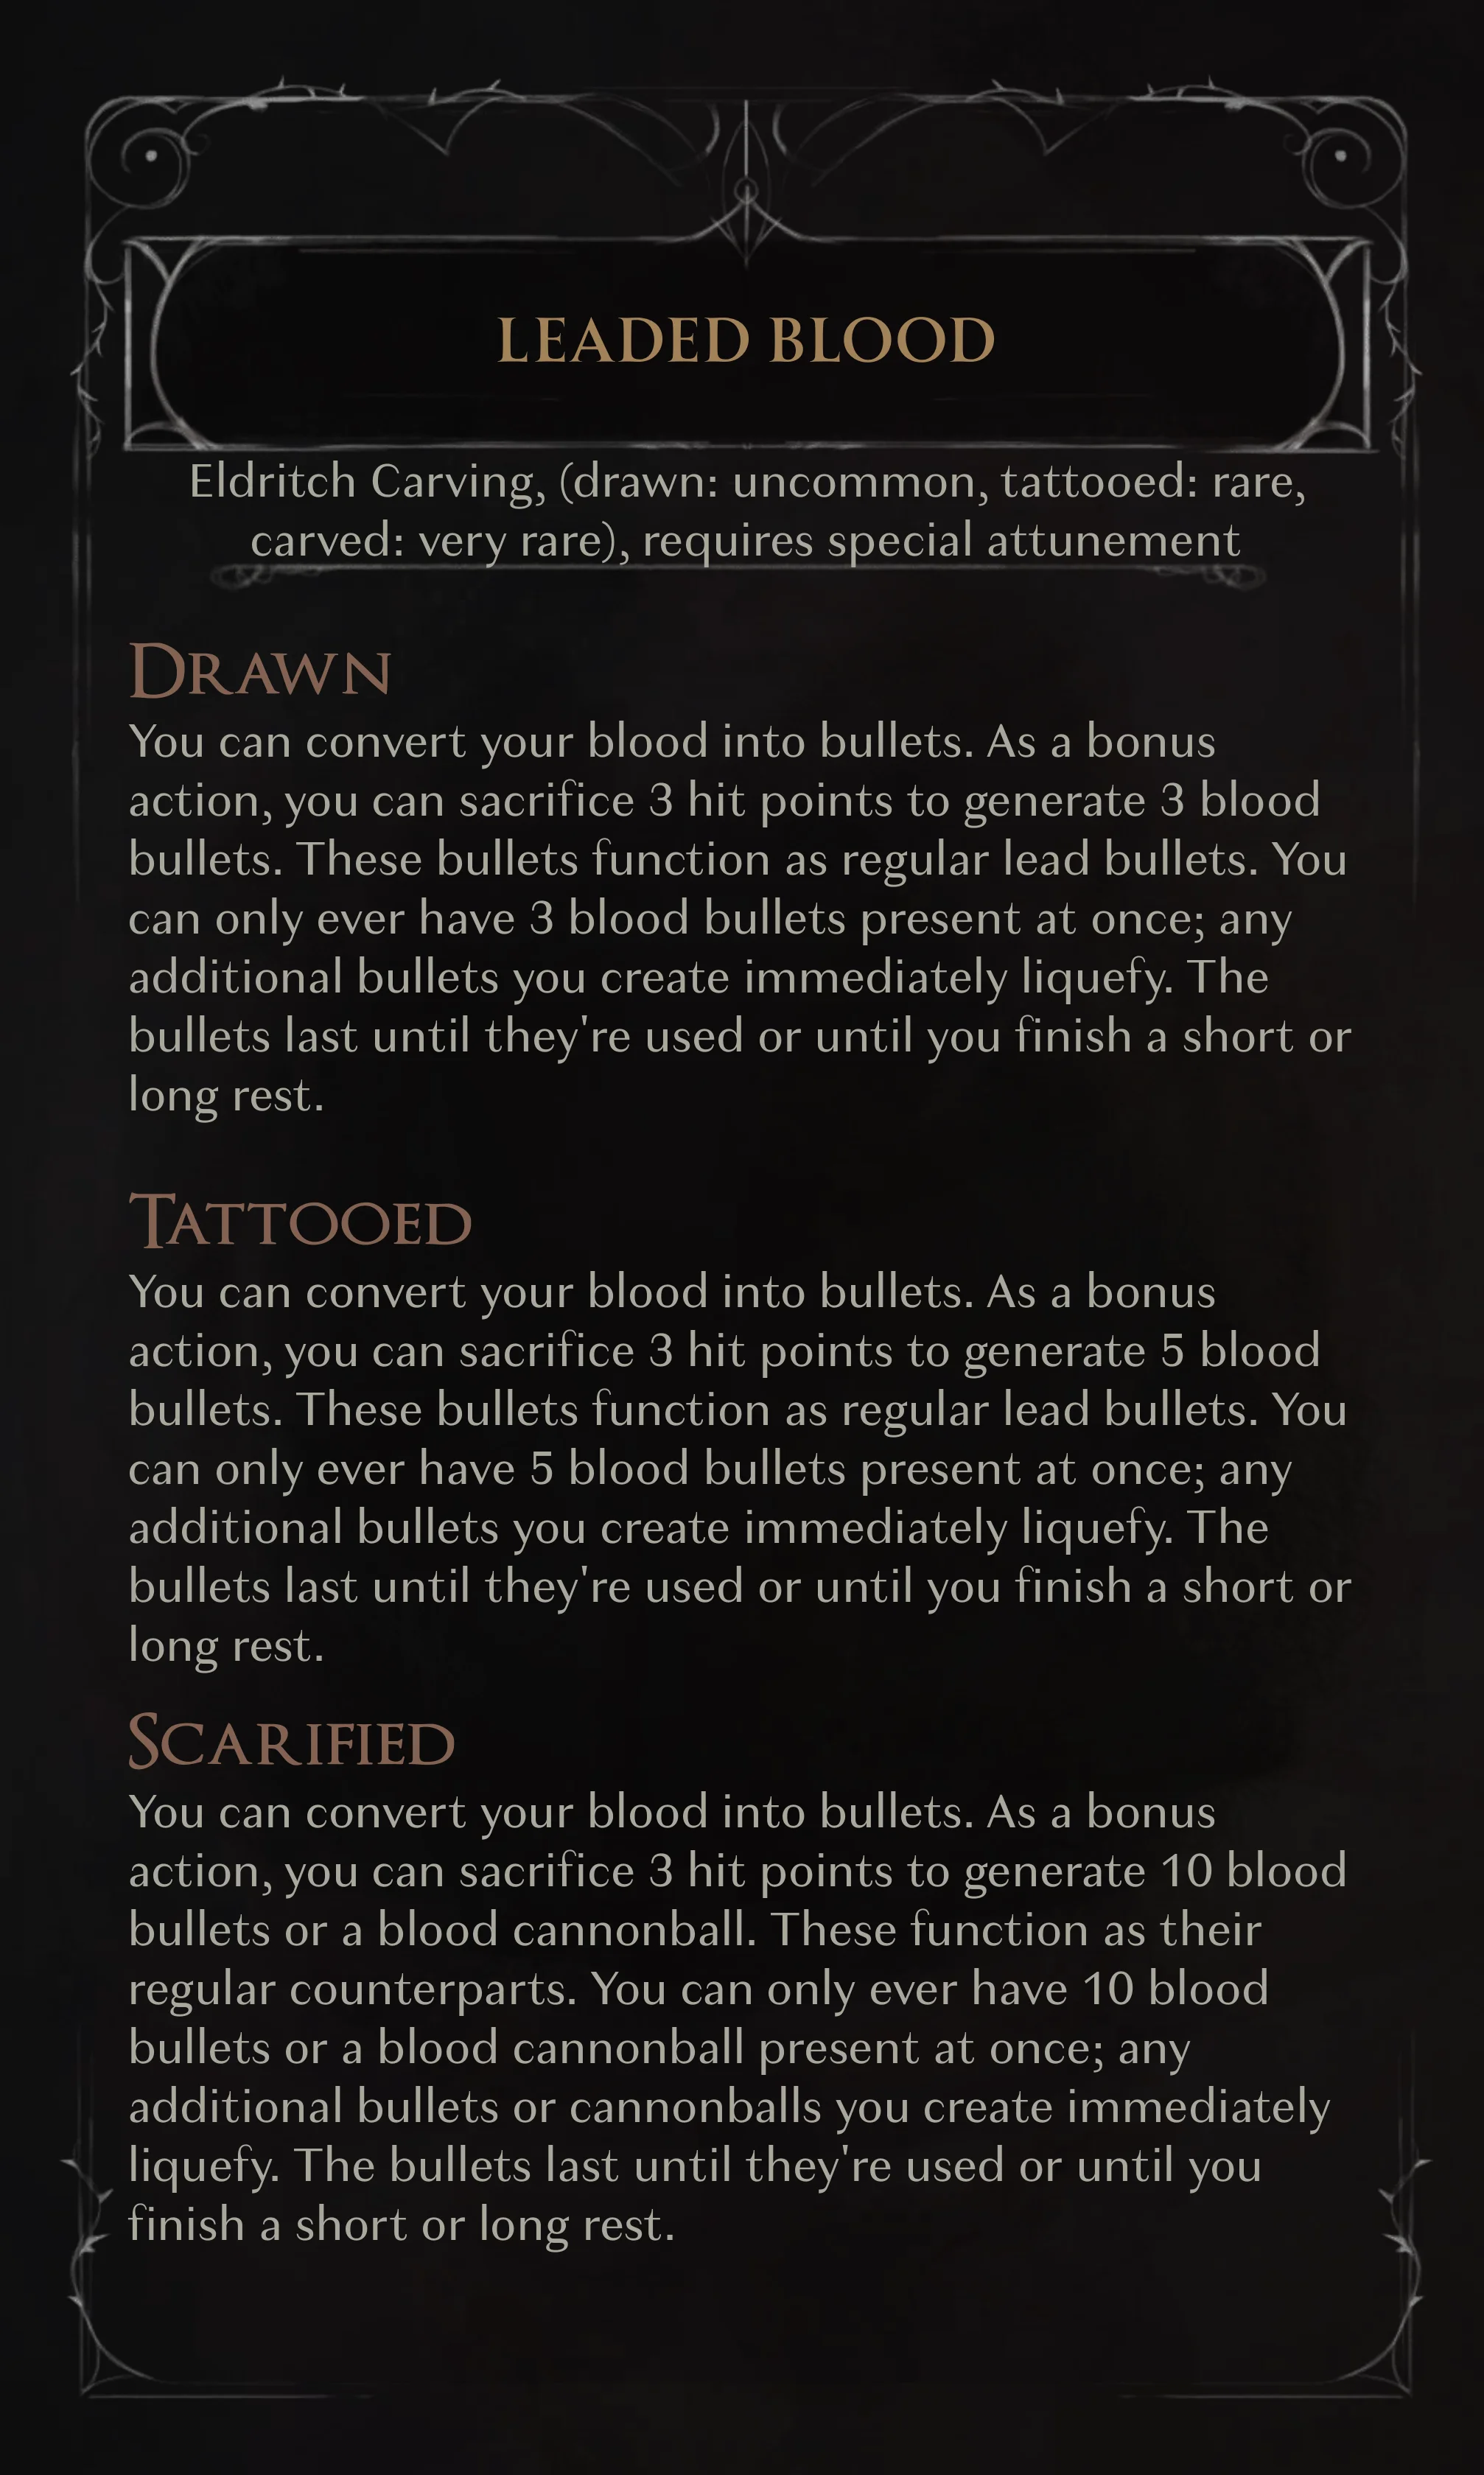 LEADED BLOOD
Eldritch Carving, (drawn: uncommon, tattooed: rare,
carved: very rare), requires special attunement
DRAWN
You can convert your blood into bullets. As a bonus
action, you can sacrifice 3 hit points to generate 3 blood
bullets. These bullets function as regular lead bullets. You
can only ever have 3 blood bullets present at once; any
additional bullets you create immediately liquefy. The
bullets last until they're used or until you finish a short or
long rest.
TATTOOED
You can convert your blood into bullets. As a bonus
action, you can sacrifice 3 hit points to generate 5 blood
bullets. These bullets function as regular lead bullets. You
can only ever have 5 blood bullets present at once; any
additional bullets you create immediately liquefy. The
bullets last until they're used or until you finish a short or
long rest.
SCARIFIED
You can convert your blood into bullets. As a bonus
action, you can sacrifice 3 hit points to generate 10 blood
bullets or a blood cannonball. These function as their
regular counterparts. You can only ever have 10 blood
bullets or a blood cannonball present at once; any
additional bullets or cannonballs you create immediately
liquefy. The bullets last until they're used or until you
finish a short or long rest.